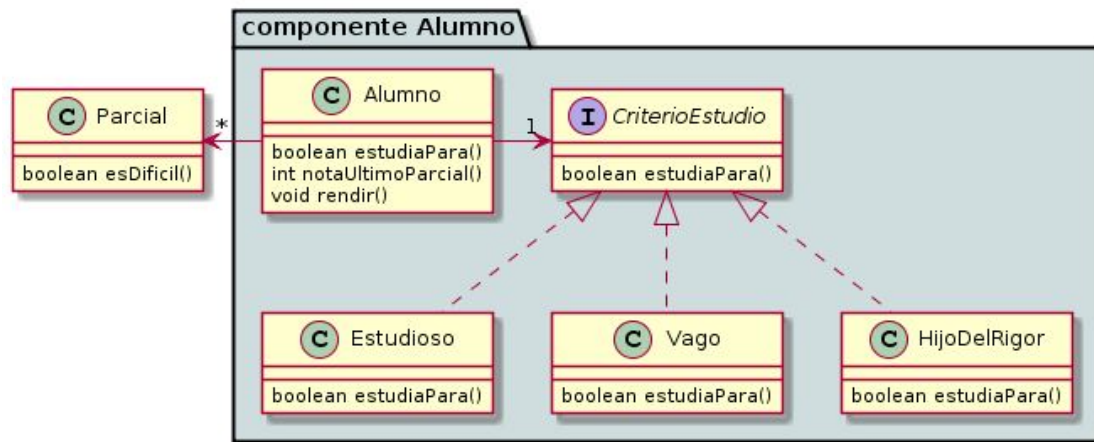 componente Alumno
C Parcial
boolean esDificil()
*
C Alumno
boolean estudiaPara()
int notaUltimoParcial()
void rendir()
1
I CriterioEstudio
boolean estudiaPara()
C Estudioso
boolean estudiaPara()
C Vago
boolean estudiaPara()
C HijoDelRigor
boolean estudiaPara()